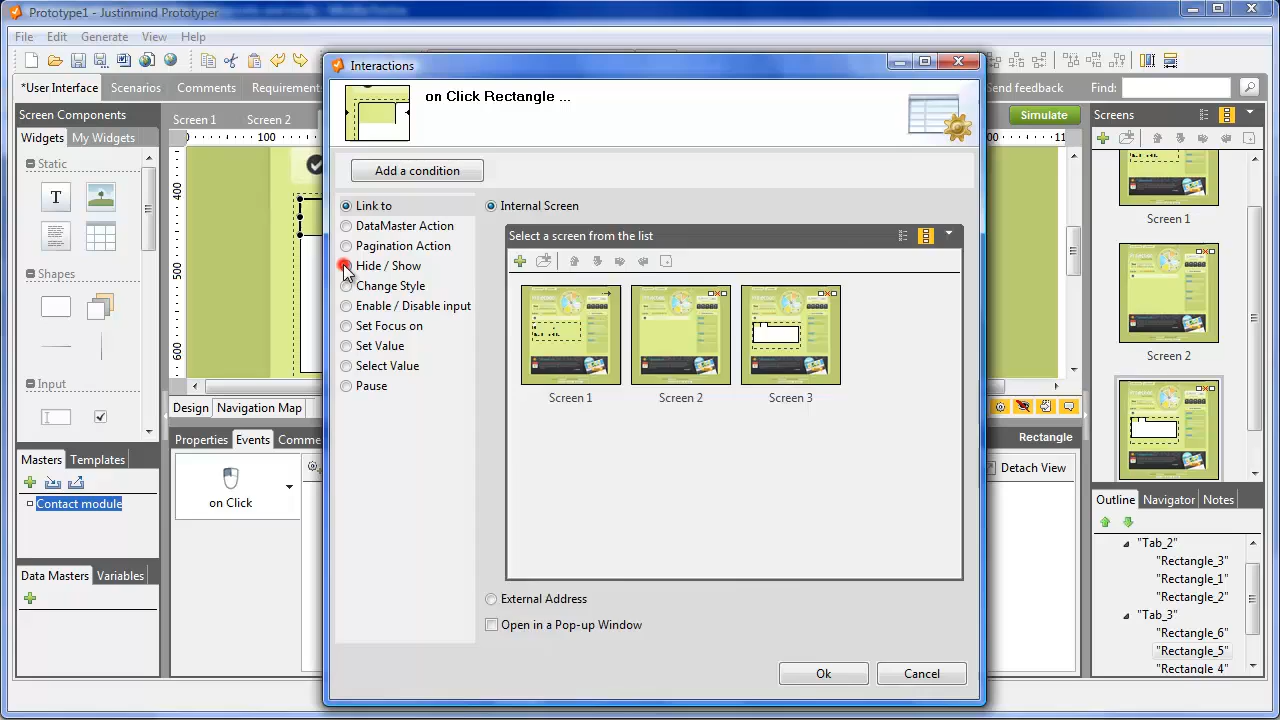 Prototype1 - Justinmind Prototyper
File Edit Generate View Help
*User Interface Scenarios Comments Requirement
Send feedback Find:
Screen Components
Widgets My Widgets
Static
T
Shapes
Input
Masters Templates
Contact module
Data Masters Variables
Screen 1 Screen 2
100
400
500
600
Design Navigation Map
Properties Events Comme
on Click
Interactions
on Click Rectangle ...
Add a condition
Link to
DataMaster Action
Pagination Action
Hide / Show
Change Style
Enable / Disable input
Set Focus on
Set Value
Select Value
Pause
Internal Screen
Select a screen from the list
Screen 1 Screen 2 Screen 3
External Address
Open in a Pop-up Window
Ok Cancel
Simulate
1000
Rectangle
Detach View
Screens
Screen 1
Screen 2
Outline Navigator Notes
"Tab_2"
"Rectangle_3"
"Rectangle_1"
"Rectangle_2"
"Tab_3"
"Rectangle_6"
"Rectangle_5"
"Rectangle_4"